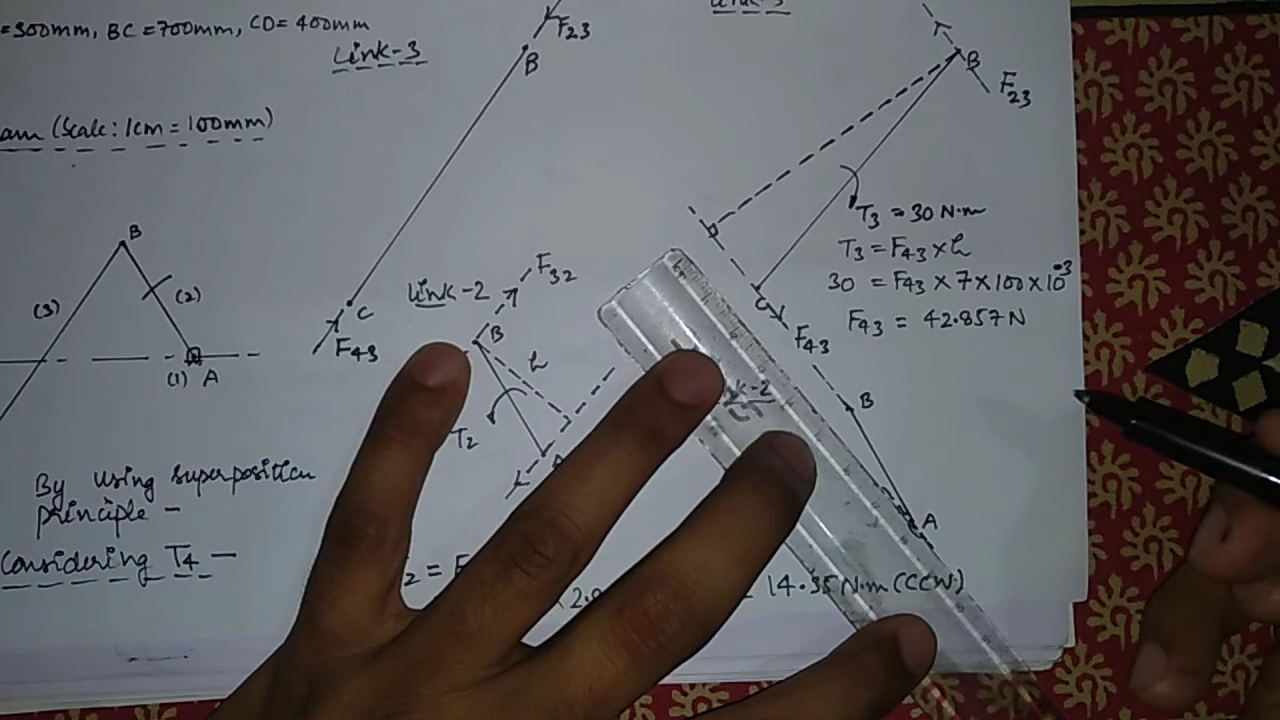 =300mm, BC=700mm, CD=400mm
Link-3
am (Scale: 1cm = 100mm)
B
(3)
(2)
(1) A
By using superposition
principle -
Considering T4 -
F23
B
C
F43
Link-2
F32
B
h
T2
A
2 = F
14.35 N.m (CCW)
B
F23
T3 = 30 N.m
T3 = F43 × h
30 = F43 × 7 × 100 × 10^-3
F43 = 42.857 N
C
F43
B
A